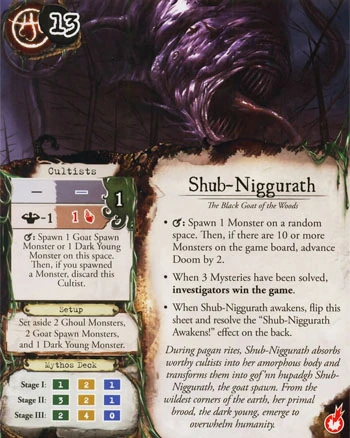 13
Cultists
— —
1
-1 1
: Spawn 1 Goat Spawn
Monster or 1 Dark Young
Monster on this space.
Then, if you spawned
a Monster, discard this
Cultist.
Setup
Set aside 2 Ghoul Monsters,
2 Goat Spawn Monsters,
and 1 Dark Young Monster.
Mythos Deck
Stage I: 1 2 1
Stage II: 3 2 1
Stage III: 2 4 0
Shub-Niggurath
The Black Goat of the Woods
• : Spawn 1 Monster on a random
space. Then, if there are 10 or more
Monsters on the game board, advance
Doom by 2.
• When 3 Mysteries have been solved,
investigators win the game.
• When Shub-Niggurath awakens, flip this
sheet and resolve the “Shub-Niggurath
Awakens!” effect on the back.
During pagan rites, Shub-Niggurath absorbs
worthy cultists into her amorphous body and
transforms them into gof'nn hupadgh Shub-
Niggurath, the goat spawn. From the
wildest corners of the earth, her primal
brood, the dark young, emerge to
overwhelm humanity.